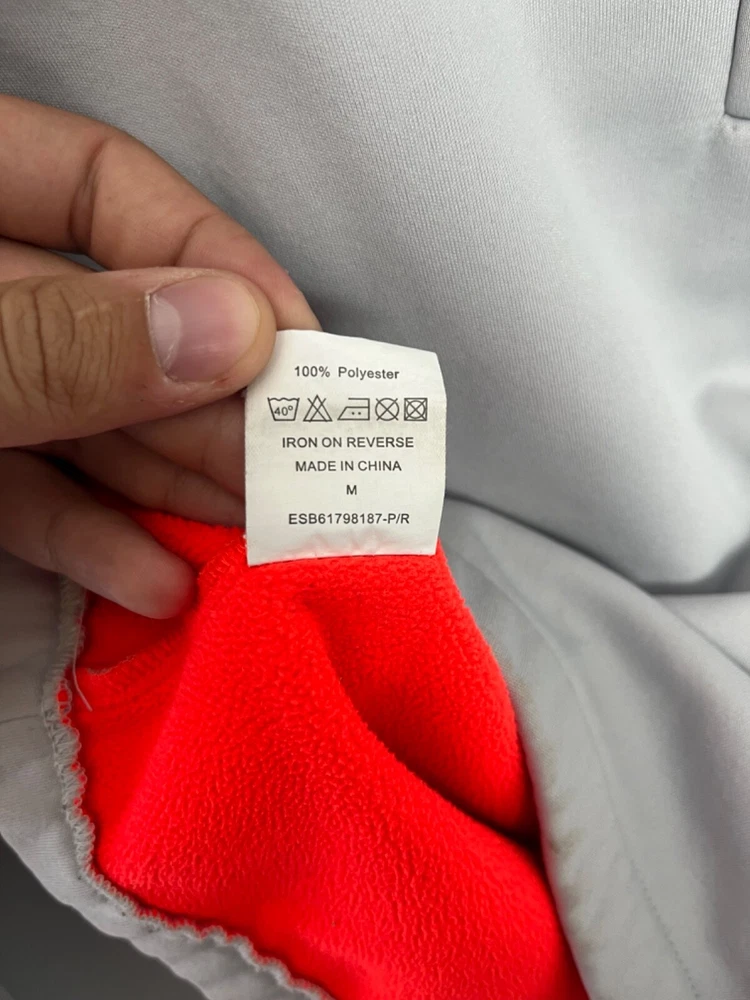 100% Polyester
40°
IRON ON REVERSE
MADE IN CHINA
M
ESB61798187-P/R